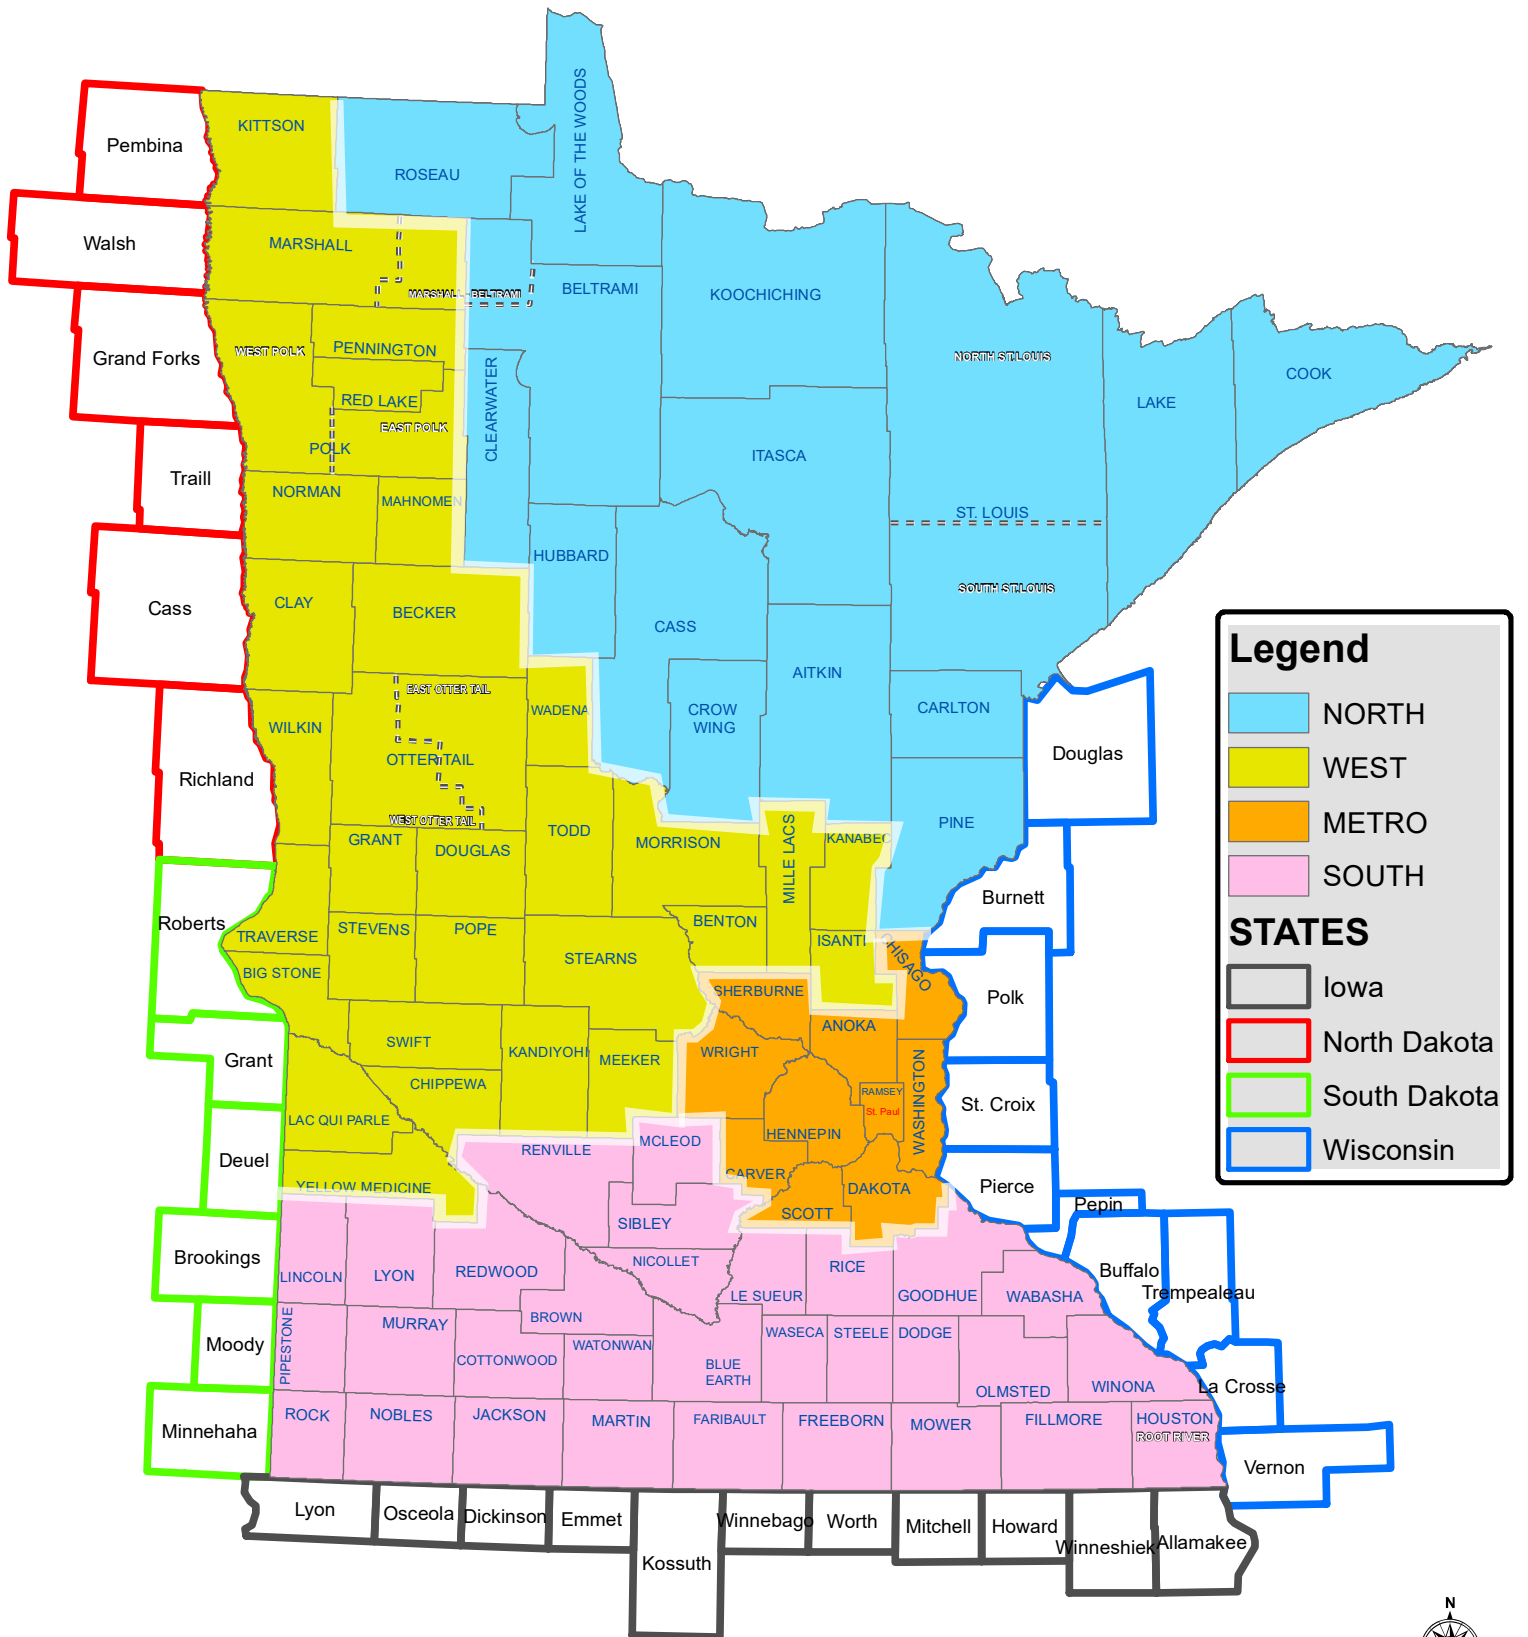 KITTSON
ROSEAU
LAKE OF THE WOODS
Pembina
Walsh
MARSHALL
MARSHALL - BELTRAMI
BELTRAMI
KOOCHICHING
Grand Forks
WEST POLK
PENNINGTON
RED LAKE
EAST POLK
POLK
CLEARWATER
NORTH ST.LOUIS
LAKE
COOK
ITASCA
Traill
NORMAN
MAHNOMEN
ST. LOUIS
HUBBARD
SOUTH ST.LOUIS
Cass
CLAY
BECKER
CASS
AITKIN
EAST OTTER TAIL
WADENA
CROW
WING
CARLTON
WILKIN
OTTER TAIL
WEST OTTER TAIL
Richland
Douglas
GRANT
DOUGLAS
TODD
MORRISON
MILLE LACS
KANABEC
PINE
Burnett
Roberts
TRAVERSE
STEVENS
POPE
BENTON
ISANTI
CHISAGO
BIG STONE
STEARNS
SHERBURNE
Polk
Grant
SWIFT
KANDIYOHI
MEEKER
WRIGHT
ANOKA
WASHINGTON
CHIPPEWA
RAMSEY
St. Paul
St. Croix
LAC QUI PARLE
HENNEPIN
Deuel
RENVILLE
MCLEOD
CARVER
YELLOW MEDICINE
DAKOTA
Pierce
SCOTT
Pepin
SIBLEY
Brookings
LINCOLN
LYON
REDWOOD
NICOLLET
RICE
LE SUEUR
GOODHUE
WABASHA
Buffalo
Trempealeau
Moody
PIPESTONE
MURRAY
BROWN
COTTONWOOD
WATONWAN
BLUE
EARTH
WASECA
STEELE
DODGE
OLMSTED
WINONA
La Crosse
Minnehaha
ROCK
NOBLES
JACKSON
MARTIN
FARIBAULT
FREEBORN
MOWER
FILLMORE
HOUSTON
ROOT RIVER
Vernon
Lyon
Osceola
Dickinson
Emmet
Kossuth
Winnebago
Worth
Mitchell
Howard
Winneshiek
Allamakee
Legend
NORTH
WEST
METRO
SOUTH
STATES
Iowa
North Dakota
South Dakota
Wisconsin
N